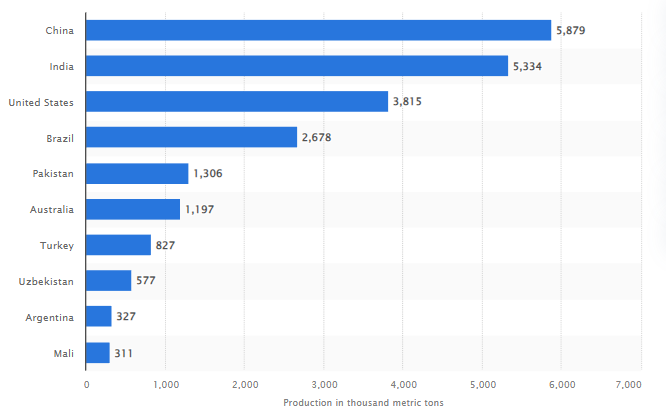 China 5,879
India 5,334
United States 3,815
Brazil 2,678
Pakistan 1,306
Australia 1,197
Turkey 827
Uzbekistan 577
Argentina 327
Mali 311
0 1,000 2,000 3,000 4,000 5,000 6,000 7,000
Production in thousand metric tons